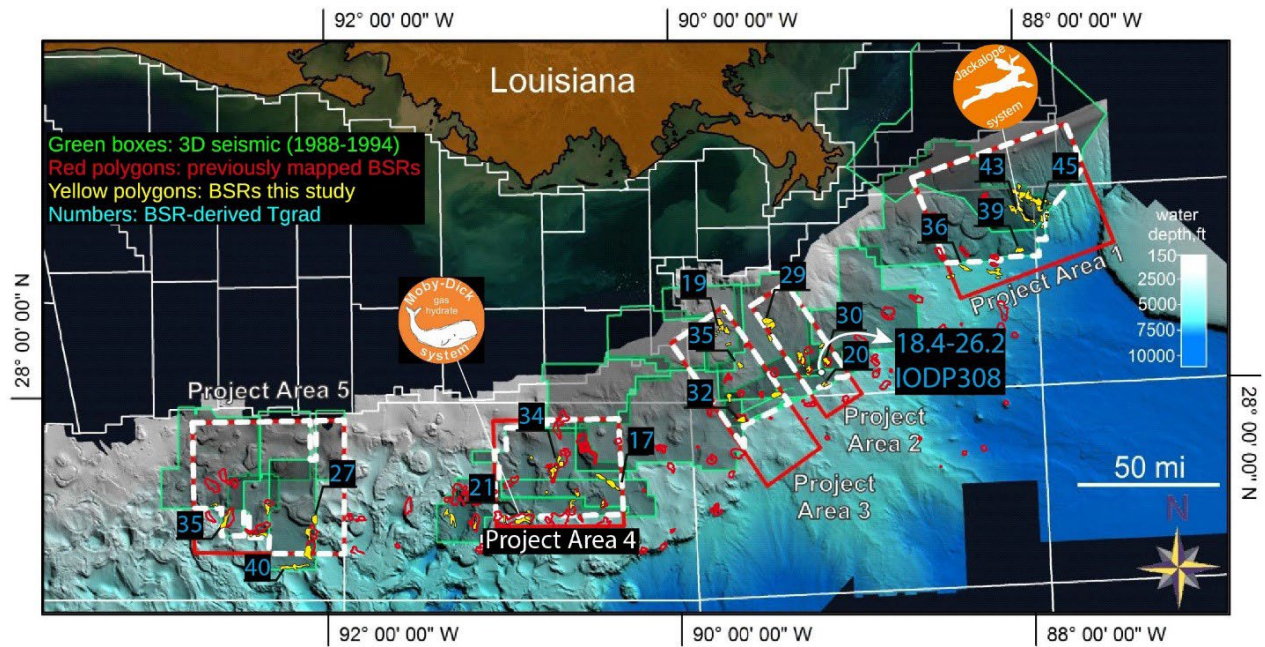 92° 00' 00" W
90° 00' 00" W
88° 00' 00" W
Louisiana
Jackalope
system
Green boxes: 3D seismic (1988-1994)
Red polygons: previously mapped BSRs
Yellow polygons: BSRs this study
Numbers: BSR-derived Tgrad
43
45
39
36
water
depth,ft
150
2500
5000
7500
10000
Project Area 1
Moby-Dick
gas
hydrate
system
19
29
35
30
20
18.4-26.2
IODP308
32
28° 00' 00" N
28° 00' 00" N
Project Area 5
34
17
27
21
35
40
Project Area 4
Project
Area 2
Project
Area 3
50 mi
N
92° 00' 00" W
90° 00' 00" W
88° 00' 00" W